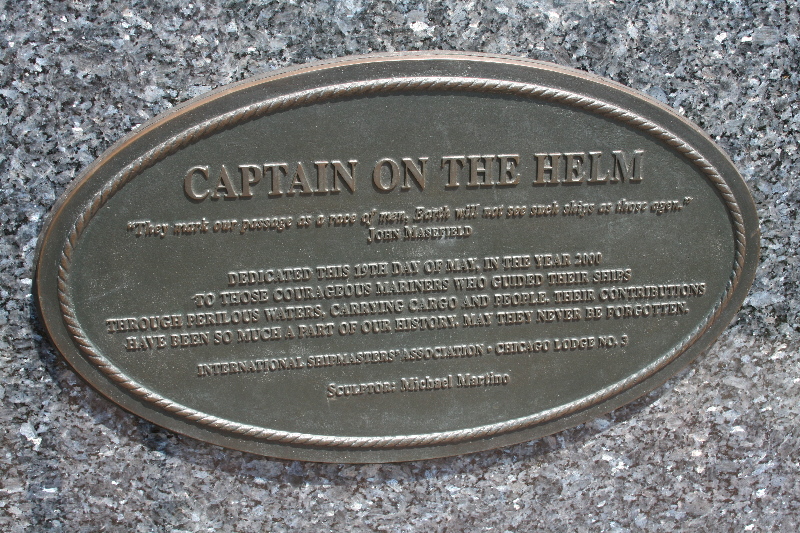 CAPTAIN ON THE HELM
"They mark our passage as a race of men, Earth will not see such ships as those agen."
JOHN MASEFIELD
DEDICATED THIS 19TH DAY OF MAY, IN THE YEAR 2000
TO THOSE COURAGEOUS MARINERS WHO GUIDED THEIR SHIPS
THROUGH PERILOUS WATERS, CARRYING CARGO AND PEOPLE. THEIR CONTRIBUTIONS
HAVE BEEN SO MUCH A PART OF OUR HISTORY. MAY THEY NEVER BE FORGOTTEN.
INTERNATIONAL SHIPMASTERS' ASSOCIATION • CHICAGO LODGE NO. 3
SCULPTOR: Michael Martino